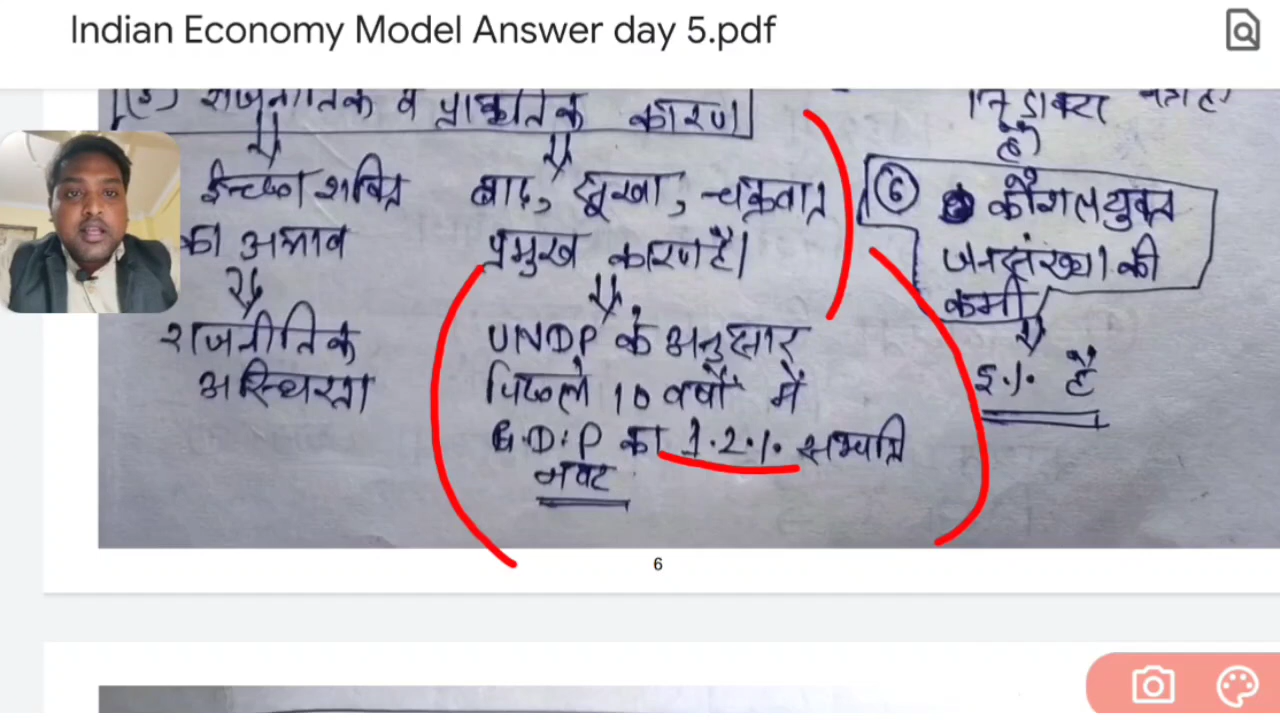 Indian Economy Model Answer day 5.pdf
राजनीतिक व प्राकृतिक कारण
इच्छा शक्ति
का अभाव
राजनीतिक
अस्थिरता
बाढ़, सूखा, चक्रवात
प्रमुख कारण है।
UNDP के अनुसार
पिछले 10 वर्षों में
G.D.P का 1.2% सम्पत्ति
नष्ट
डाक्टर
है।
6 कौशलयुक्त
जनसंख्या की
कमी
5% है
6